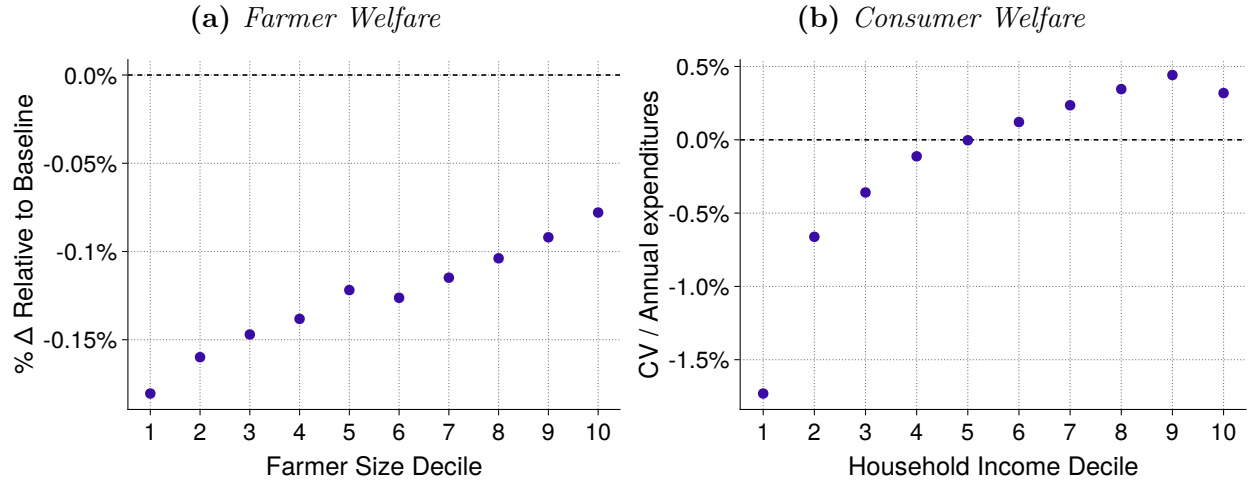 (a) Farmer Welfare
% Δ Relative to Baseline
0.0%
-0.05%
-0.1%
-0.15%
1 2 3 4 5 6 7 8 9 10
Farmer Size Decile
(b) Consumer Welfare
CV / Annual expenditures
0.5%
0.0%
-0.5%
-1.0%
-1.5%
1 2 3 4 5 6 7 8 9 10
Household Income Decile